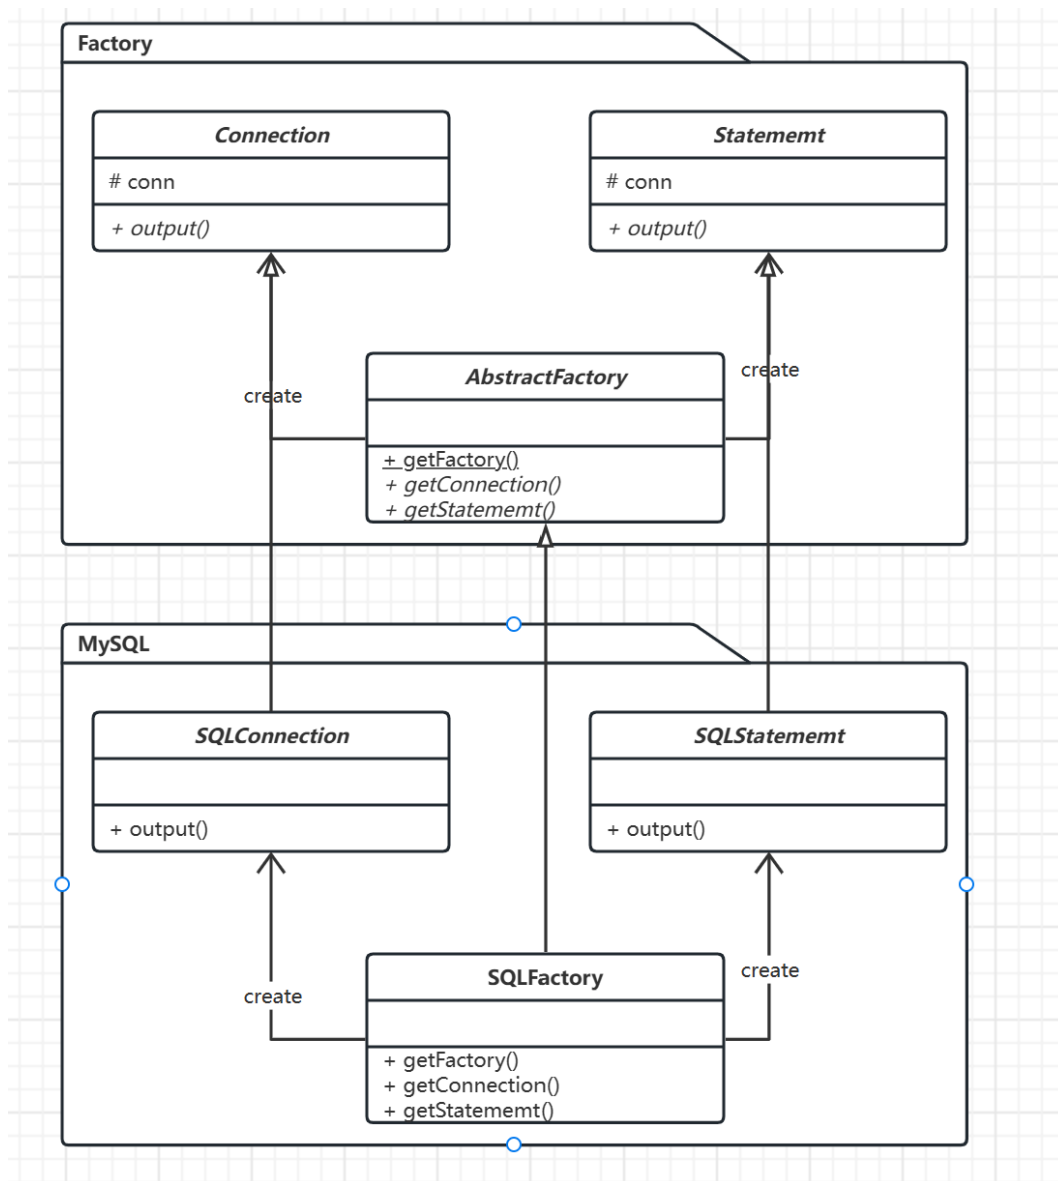 Factory
Connection
# conn
+ output()
Statememt
# conn
+ output()
create
create
AbstractFactory
+ getFactory()
+ getConnection()
+ getStatememt()
MySQL
SQLConnection
+ output()
SQLStatememt
+ output()
create
create
SQLFactory
+ getFactory()
+ getConnection()
+ getStatememt()